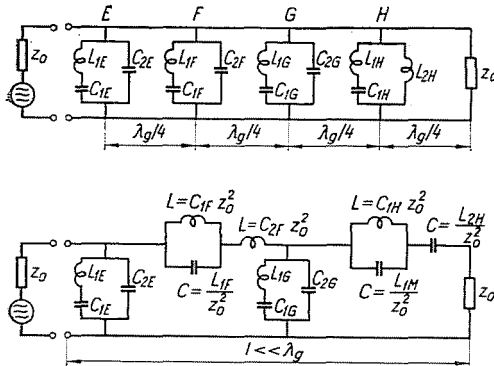 E F G H
z₀ L₁E C₂E L₁F C₂F L₁G C₂G L₁H L₂H z₀
C₁E C₁F C₁G C₁H
λg/4 λg/4 λg/4 λg/4
L=C₁F z₀² L=C₂F z₀² L=C₁H z₀² C=L₂H/z₀²
z₀ L₁E C₂E C=L₁F/z₀² L₁G C₂G C=L₁M/z₀² z₀
C₁E C₁G
l<<λg